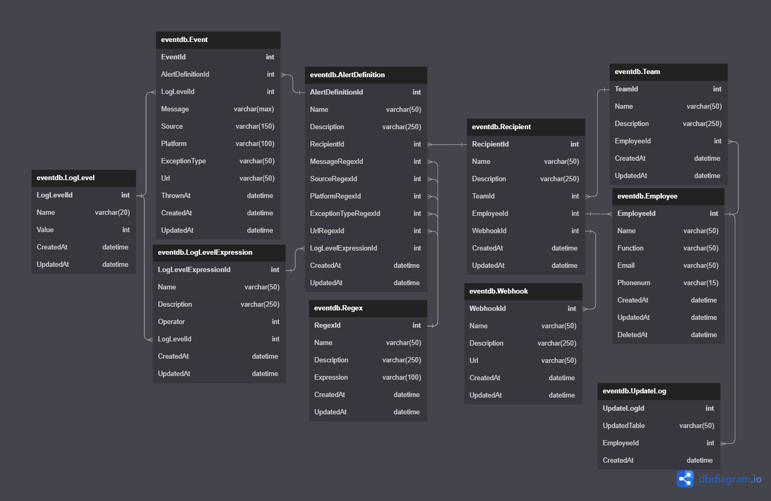 eventdb.Event
EventId int
AlertDefinitionId int
LogLevelId int
Message varchar(max)
Source varchar(150)
Platform varchar(100)
ExceptionType varchar(50)
Url varchar(50)
ThrownAt datetime
CreatedAt datetime
UpdatedAt datetime
eventdb.AlertDefinition
AlertDefinitionId int
Name varchar(50)
Description varchar(250)
RecipientId int
MessageRegexId int
SourceRegexId int
PlatformRegexId int
ExceptionTypeRegexId int
UrlRegexId int
LogLevelExpressionId int
CreatedAt datetime
UpdatedAt datetime
eventdb.Recipient
RecipientId int
Name varchar(50)
Description varchar(250)
TeamId int
EmployeeId int
WebhookId int
CreatedAt datetime
UpdatedAt datetime
eventdb.Team
TeamId int
Name varchar(50)
Description varchar(250)
EmployeeId int
CreatedAt datetime
UpdatedAt datetime
eventdb.LogLevel
LogLevelId int
Name varchar(20)
Value int
CreatedAt datetime
UpdatedAt datetime
eventdb.LogLevelExpression
LogLevelExpressionId int
Name varchar(50)
Description varchar(250)
Operator int
LogLevelId int
CreatedAt datetime
UpdatedAt datetime
eventdb.Regex
RegexId int
Name varchar(50)
Description varchar(250)
Expression varchar(100)
CreatedAt datetime
UpdatedAt datetime
eventdb.Webhook
WebhookId int
Name varchar(50)
Description varchar(250)
Url varchar(50)
CreatedAt datetime
UpdatedAt datetime
eventdb.Employee
EmployeeId int
Name varchar(50)
Function varchar(50)
Email varchar(50)
Phonenum varchar(15)
CreatedAt datetime
UpdatedAt datetime
DeletedAt datetime
eventdb.UpdateLog
UpdateLogId int
UpdatedTable varchar(50)
EmployeeId int
CreatedAt datetime
dbdiagram.io